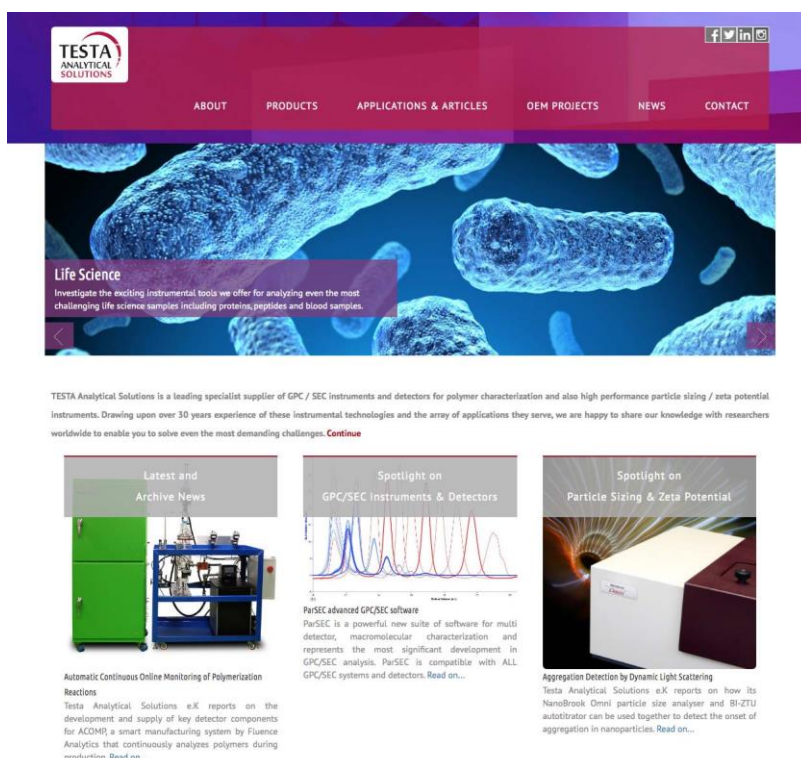 TESTA
ANALYTICAL
SOLUTIONS
ABOUT PRODUCTS APPLICATIONS & ARTICLES OEM PROJECTS NEWS CONTACT
Life Science
Investigate the exciting instrumental tools we offer for analyzing even the most
challenging life science samples including proteins, peptides and blood samples.
TESTA Analytical Solutions is a leading specialist supplier of GPC / SEC instruments and detectors for polymer characterization and also high performance particle sizing / zeta potential
instruments. Drawing upon over 30 years experience of these instrumental technologies and the array of applications they serve, we are happy to share our knowledge with researchers
worldwide to enable you to solve even the most demanding challenges. Continue
Latest and
Archive News
Automatic Continuous Online Monitoring of Polymerization
Reactions
Testa Analytical Solutions e.K reports on the
development and supply of key detector components
for ACOMP, a smart manufacturing system by Fluence
Analytics that continuously analyzes polymers during
production. Read on...
Spotlight on
GPC/SEC Instruments & Detectors
ParSEC advanced GPC/SEC software
ParSEC is a powerful new suite of software for multi
detector, macromolecular characterization and
represents the most significant development in
GPC/SEC analysis. ParSEC is compatible with ALL
GPC/SEC systems and detectors. Read on...
Spotlight on
Particle Sizing & Zeta Potential
Aggregation Detection by Dynamic Light Scattering
Testa Analytical Solutions e.K reports on how its
NanoBrook Omni particle size analyser and BI-ZTU
autotitrator can be used together to detect the onset of
aggregation in nanoparticles. Read on...